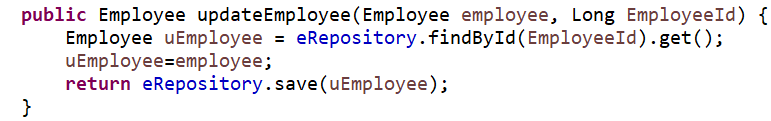 public Employee updateEmployee(Employee employee, Long EmployeeId) {
    Employee uEmployee = eRepository.findById(EmployeeId).get();
    uEmployee=employee;
    return eRepository.save(uEmployee);
}